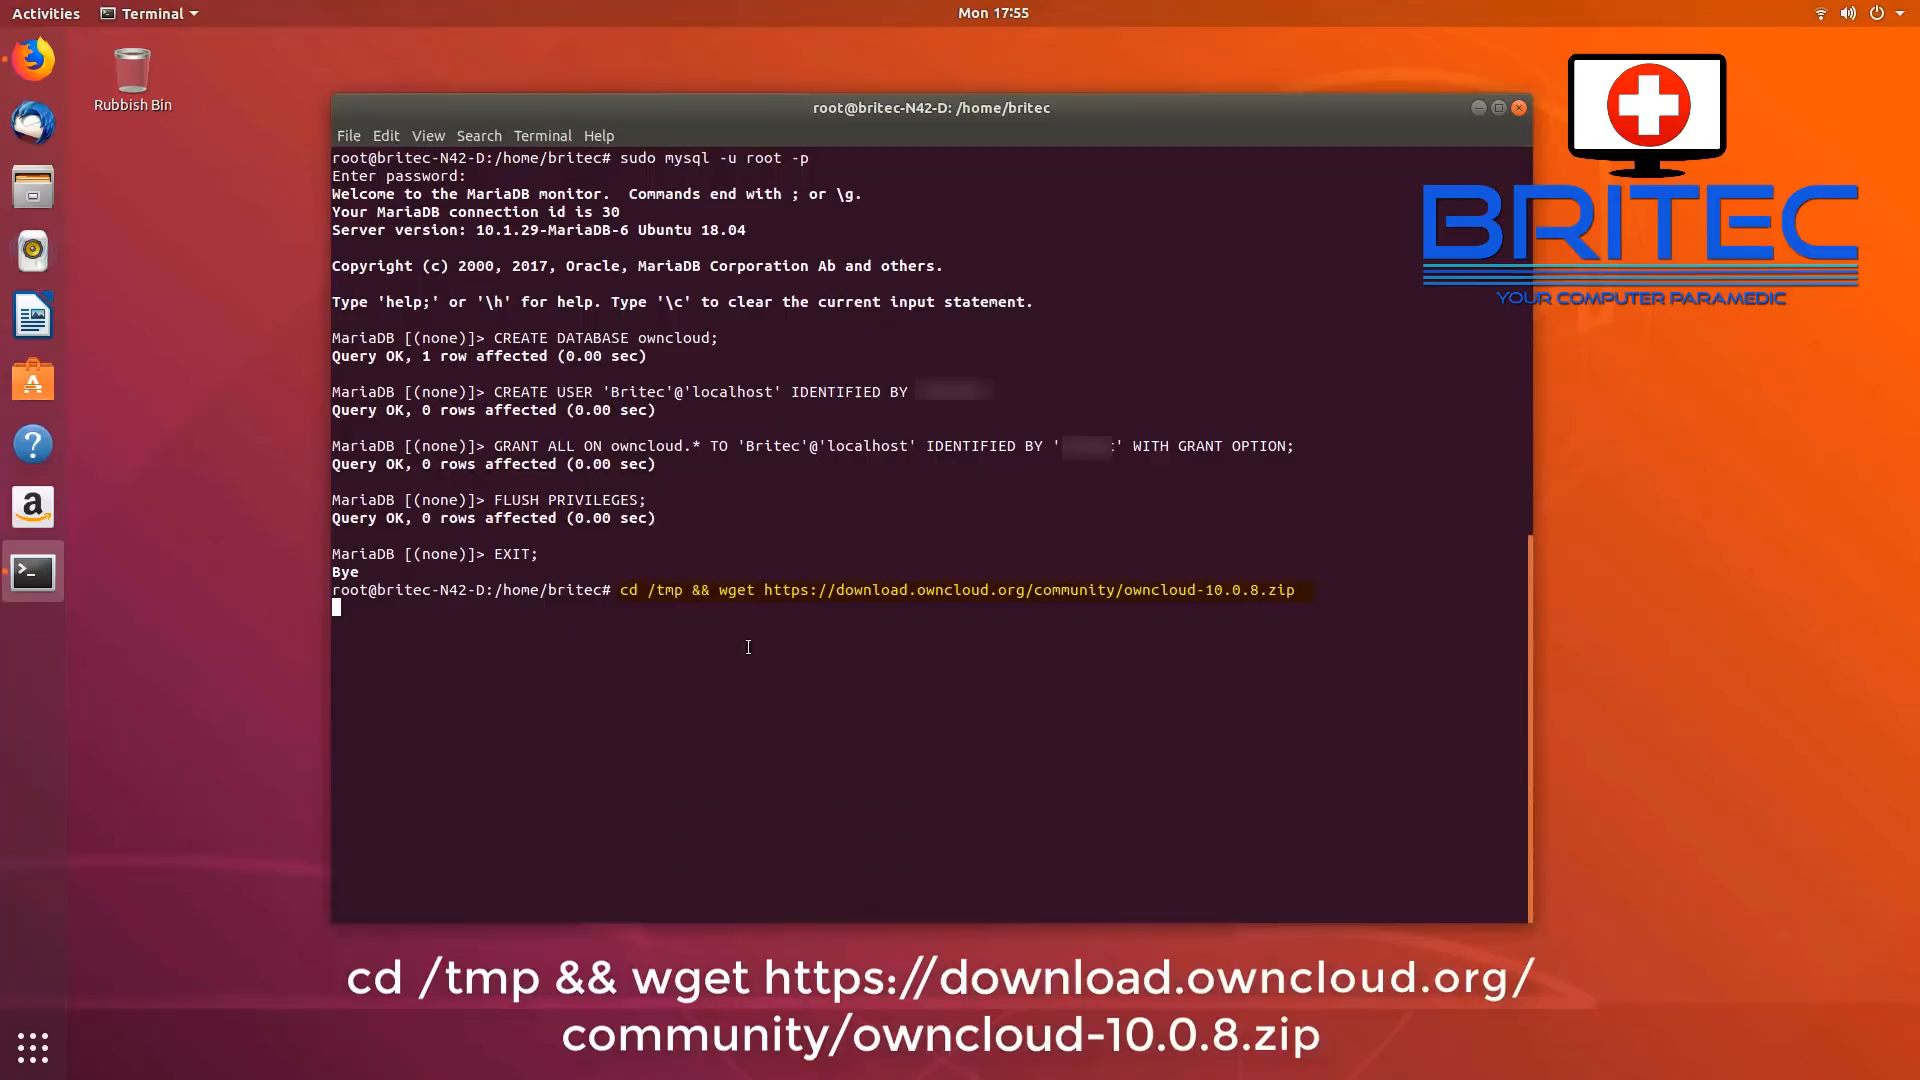 Activities
Terminal
Mon 17:55
Rubbish Bin
root@britec-N42-D: /home/britec
File Edit View Search Terminal Help
root@britec-N42-D:/home/britec# sudo mysql -u root -p
Enter password:
Welcome to the MariaDB monitor.  Commands end with ; or \g.
Your MariaDB connection id is 30
Server version: 10.1.29-MariaDB-6 Ubuntu 18.04
Copyright (c) 2000, 2017, Oracle, MariaDB Corporation Ab and others.
Type 'help;' or '\h' for help. Type '\c' to clear the current input statement.
MariaDB [(none)]> CREATE DATABASE owncloud;
Query OK, 1 row affected (0.00 sec)
MariaDB [(none)]> CREATE USER 'Britec'@'localhost' IDENTIFIED BY
Query OK, 0 rows affected (0.00 sec)
MariaDB [(none)]> GRANT ALL ON owncloud.* TO 'Britec'@'localhost' IDENTIFIED BY ' ' WITH GRANT OPTION;
Query OK, 0 rows affected (0.00 sec)
MariaDB [(none)]> FLUSH PRIVILEGES;
Query OK, 0 rows affected (0.00 sec)
MariaDB [(none)]> EXIT;
Bye
root@britec-N42-D:/home/britec# cd /tmp && wget https://download.owncloud.org/community/owncloud-10.0.8.zip
BRITEC
YOUR COMPUTER PARAMEDIC
cd /tmp && wget https://download.owncloud.org/
community/owncloud-10.0.8.zip